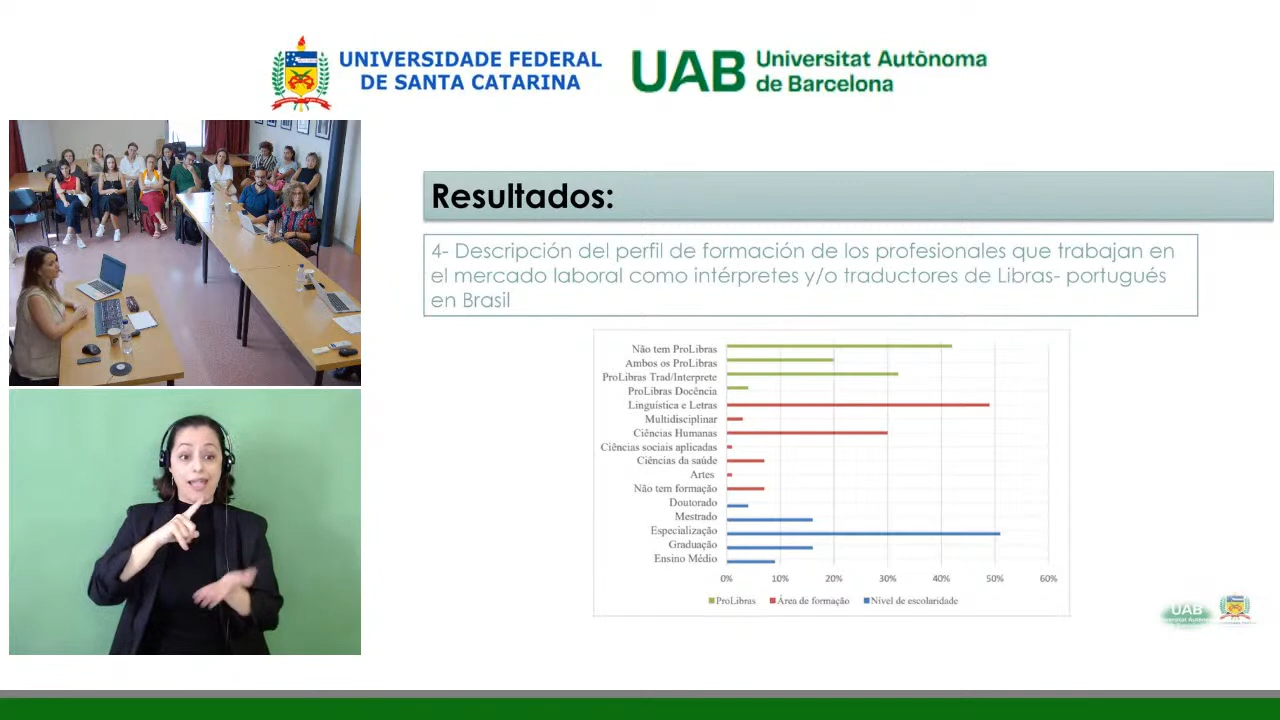 UNIVERSIDADE FEDERAL
DE SANTA CATARINA
UAB
Universitat Autònoma
de Barcelona
Resultados:
4- Descripción del perfil de formación de los profesionales que trabajan en
el mercado laboral como intérpretes y/o traductores de Libras- portugués
en Brasil
Não tem ProLibras
Ambos os ProLibras
ProLibras Trad/Interprete
ProLibras Docência
Linguística e Letras
Multidisciplinar
Ciências Humanas
Ciências sociais aplicadas
Ciências da saúde
Artes
Não tem formação
Doutorado
Mestrado
Especialização
Graduação
Ensino Médio
0% 10% 20% 30% 40% 50% 60%
ProLibras Área de formação Nível de escolaridade
UAB